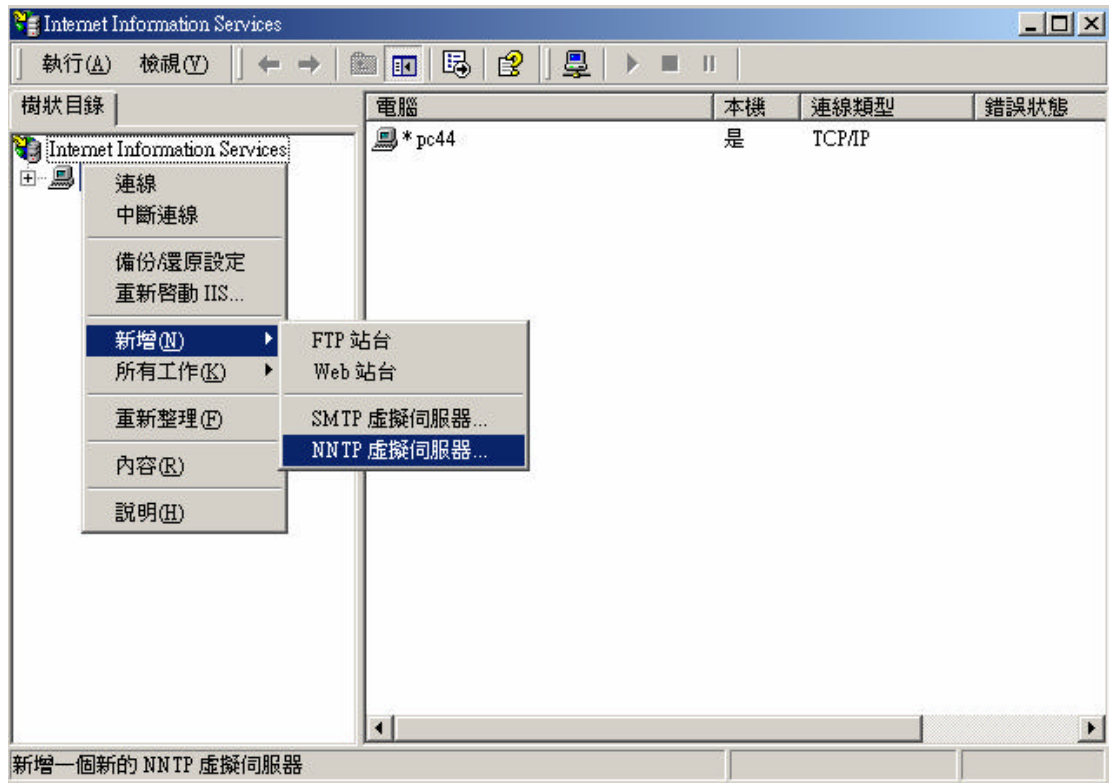 Internet Information Services
執行(A) 檢視(V)
樹狀目錄
電腦 本機 連線類型 錯誤狀態
Internet Information Services
* pc44 是 TCP/IP
連線
中斷連線
備份/還原設定
重新啓動 IIS...
新增(N)
所有工作(K)
重新整理(F)
內容(R)
說明(H)
FTP 站台
Web 站台
SMTP 虛擬伺服器...
NNTP 虛擬伺服器...
新增一個新的 NNTP 虛擬伺服器